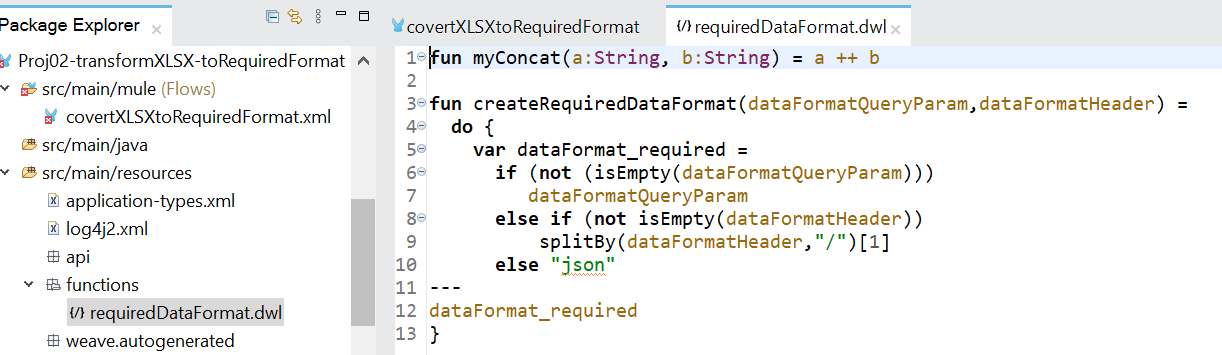 Package Explorer
Proj02-transformXLSX-toRequiredFormat
src/main/mule (Flows)
covertXLSXtoRequiredFormat.xml
src/main/java
src/main/resources
application-types.xml
log4j2.xml
api
functions
{/} requiredDataFormat.dwl
weave.autogenerated
covertXLSXtoRequiredFormat
{/} requiredDataFormat.dwl
1 fun myConcat(a:String, b:String) = a ++ b
2
3 fun createRequiredDataFormat(dataFormatQueryParam,dataFormatHeader) =
4 do {
5 var dataFormat_required =
6 if (not (isEmpty(dataFormatQueryParam)))
7 dataFormatQueryParam
8 else if (not isEmpty(dataFormatHeader))
9 splitBy(dataFormatHeader,"/")[1]
10 else "json"
11 ---
12 dataFormat_required
13 }